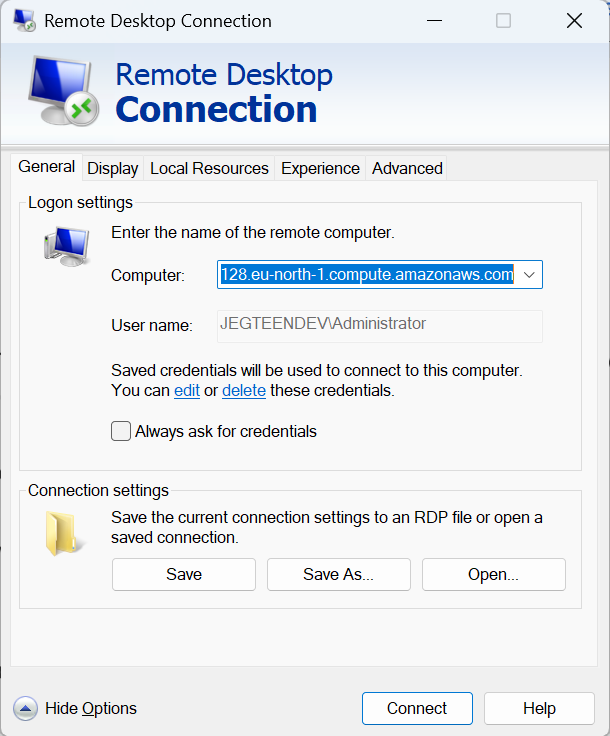 Remote Desktop Connection
Remote Desktop
Connection
General Display Local Resources Experience Advanced
Logon settings
Enter the name of the remote computer.
Computer: 128.eu-north-1.compute.amazonaws.com
User name: JEGTEENDEV\Administrator
Saved credentials will be used to connect to this computer.
You can edit or delete these credentials.
Always ask for credentials
Connection settings
Save the current connection settings to an RDP file or open a
saved connection.
Save Save As... Open...
Hide Options Connect Help